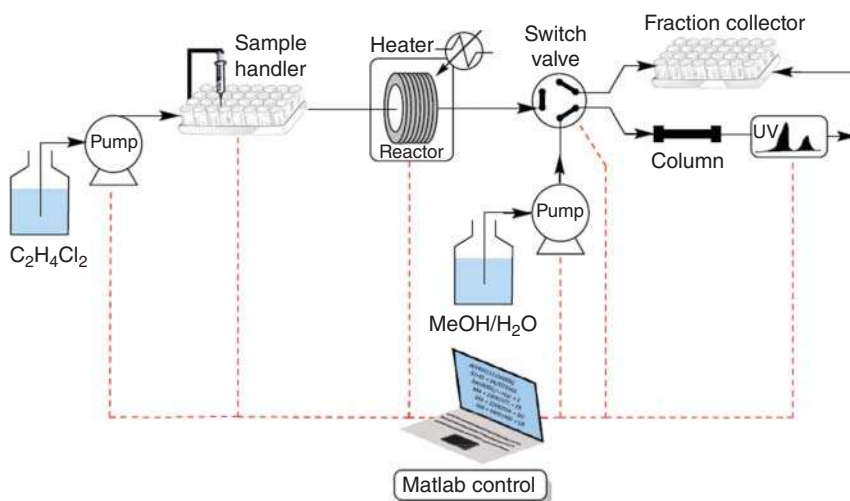 Sample
handler
Heater
Switch
valve
Fraction collector
Pump
Reactor
UV
Column
C₂H₄Cl₂
Pump
MeOH/H₂O
Matlab control